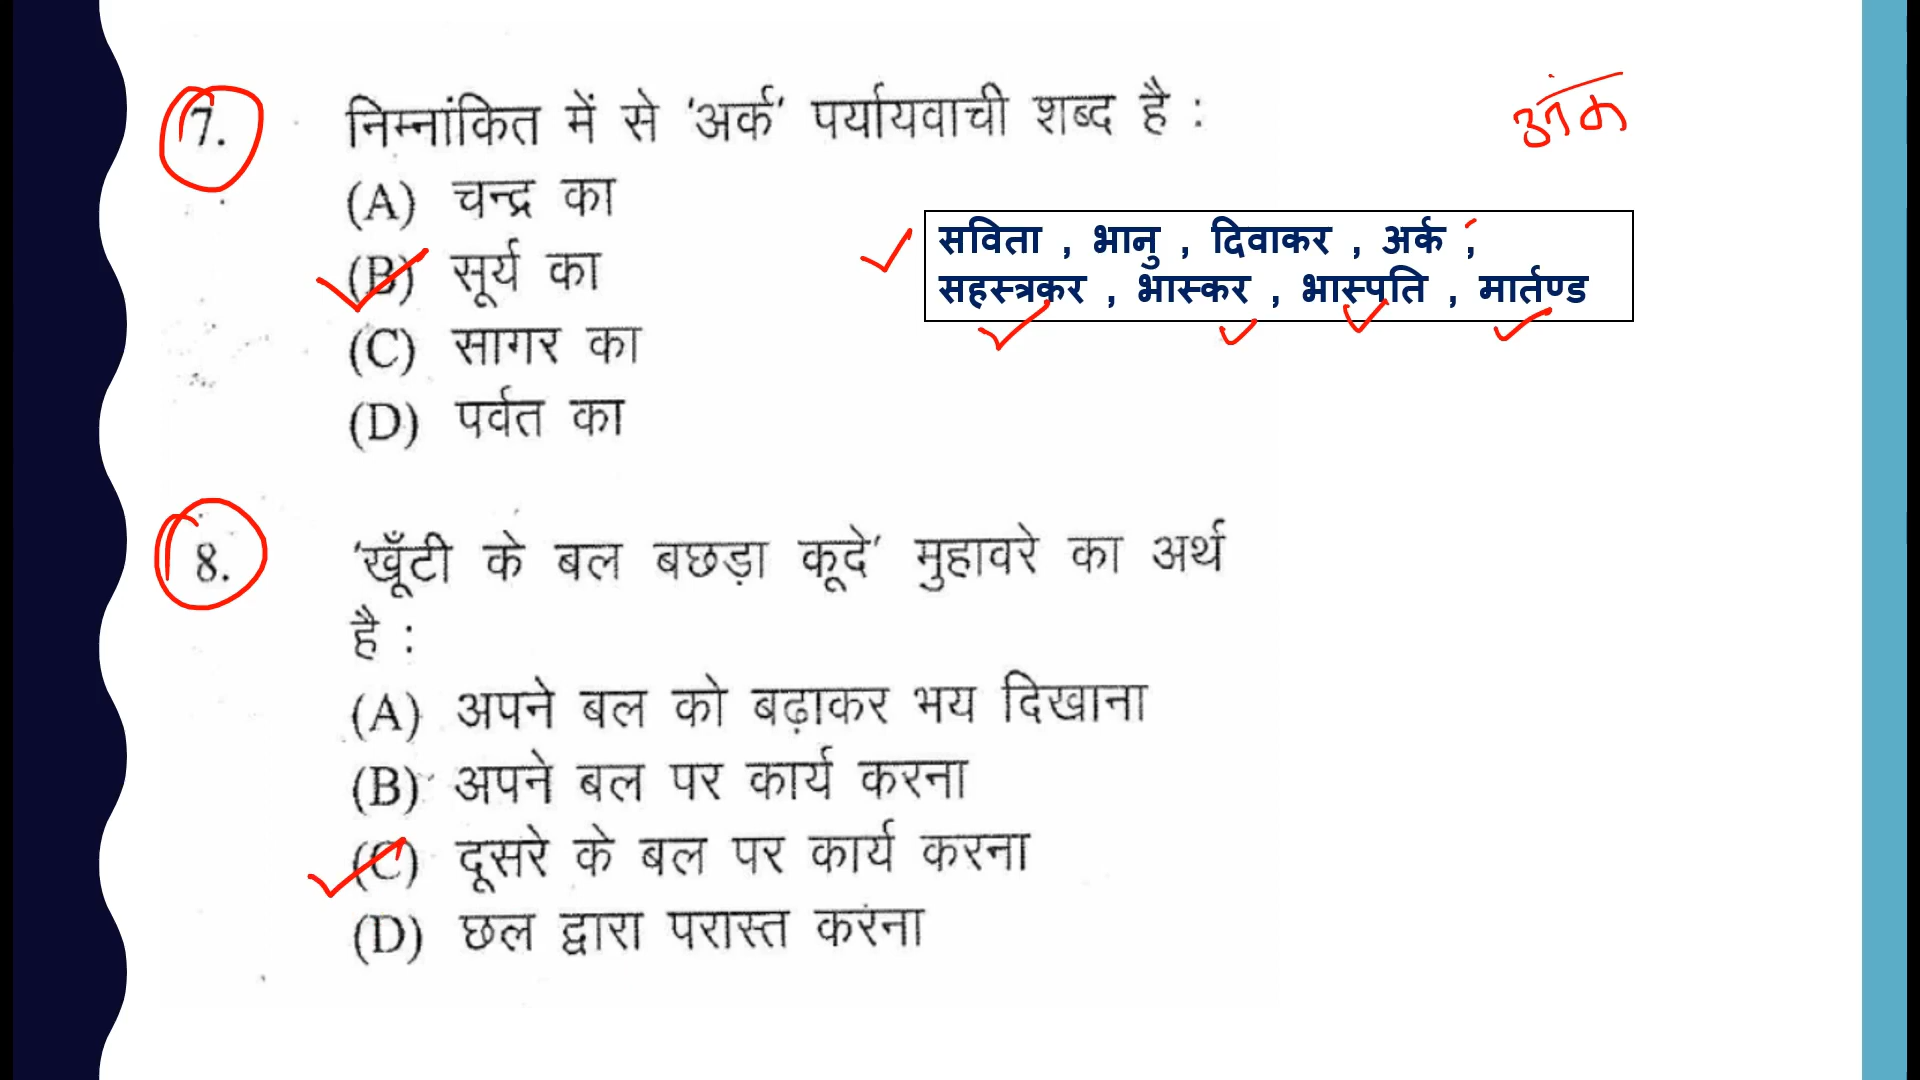 7. निम्नांकित में से 'अर्क' पर्यायवाची शब्द है :
अंक
(A) चन्द्र का
(B) सूर्य का
सविता , भानु , दिवाकर , अर्क ,
सहस्त्रकर , भास्कर , भास्पति , मार्तण्ड
(C) सागर का
(D) पर्वत का
8. 'खूँटी के बल बछड़ा कूदे' मुहावरे का अर्थ
है :
(A) अपने बल को बढ़ाकर भय दिखाना
(B) अपने बल पर कार्य करना
(C) दूसरे के बल पर कार्य करना
(D) छल द्वारा परास्त करना